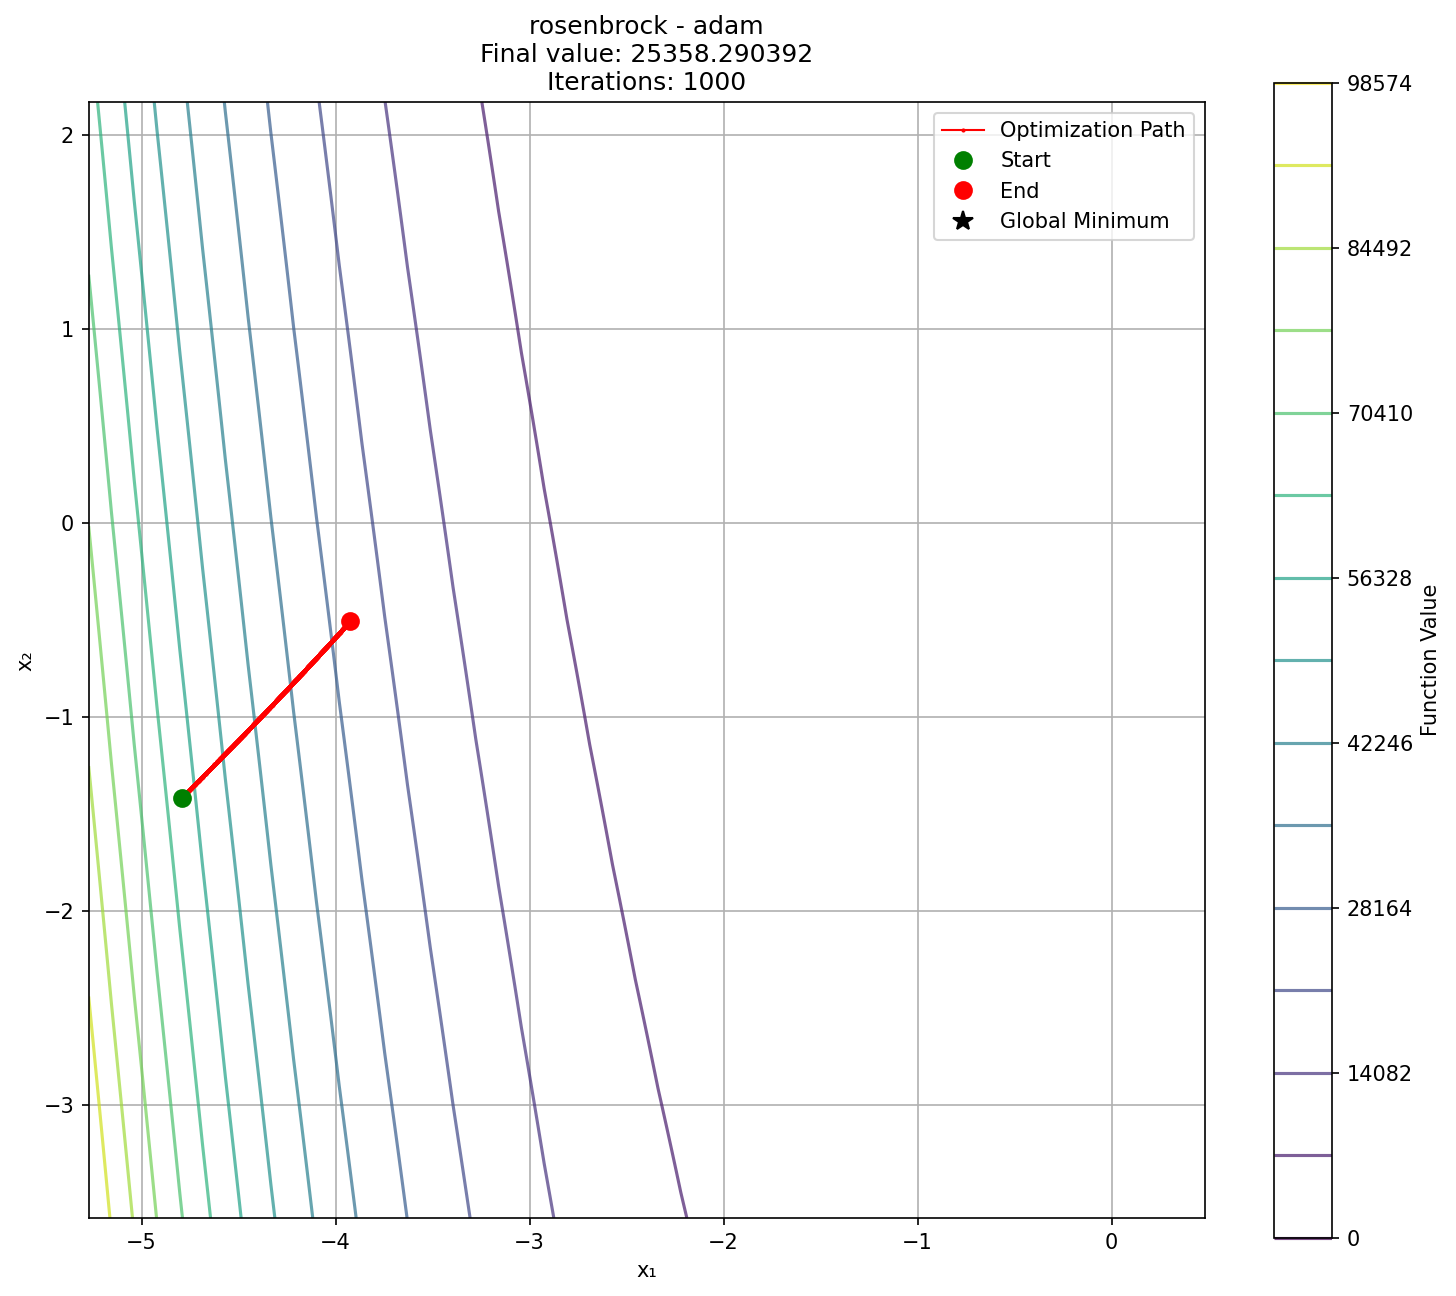 rosenbrock - adam
Final value: 25358.290392
Iterations: 1000
Optimization Path
Start
End
Global Minimum
2
1
0
−1
−2
−3
x₂
−5
−4
−3
−2
−1
0
x₁
98574
84492
70410
56328
42246
28164
14082
0
Function Value